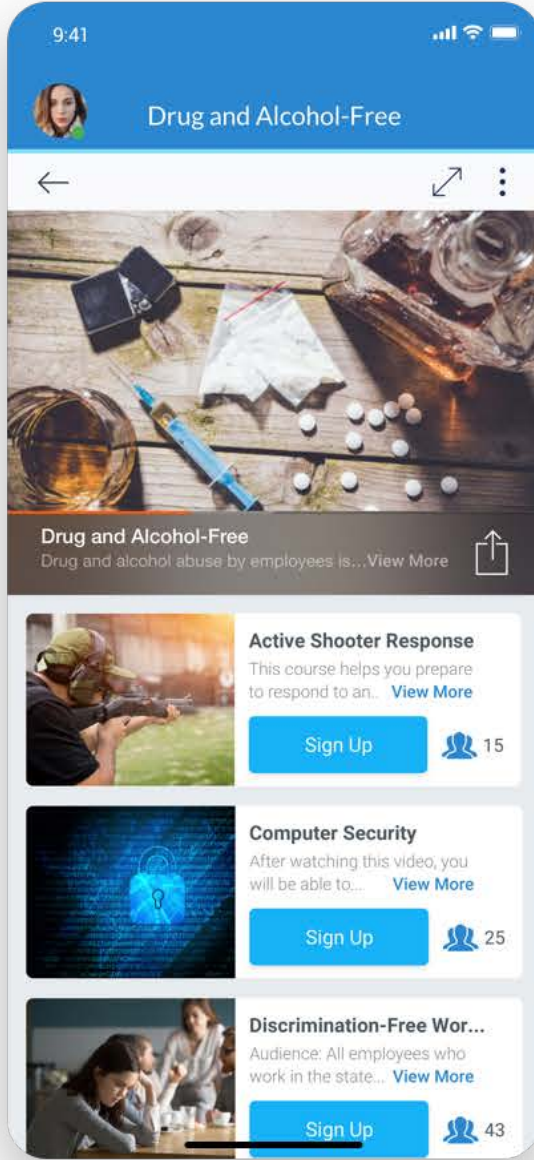 9:41
Drug and Alcohol-Free
Drug and Alcohol-Free
Drug and alcohol abuse by employees is...View More
Active Shooter Response
This course helps you prepare
to respond to an.. View More
Sign Up
15
Computer Security
After watching this video, you
will be able to... View More
Sign Up
25
Discrimination-Free Wor...
Audience: All employees who
work in the state... View More
Sign Up
43